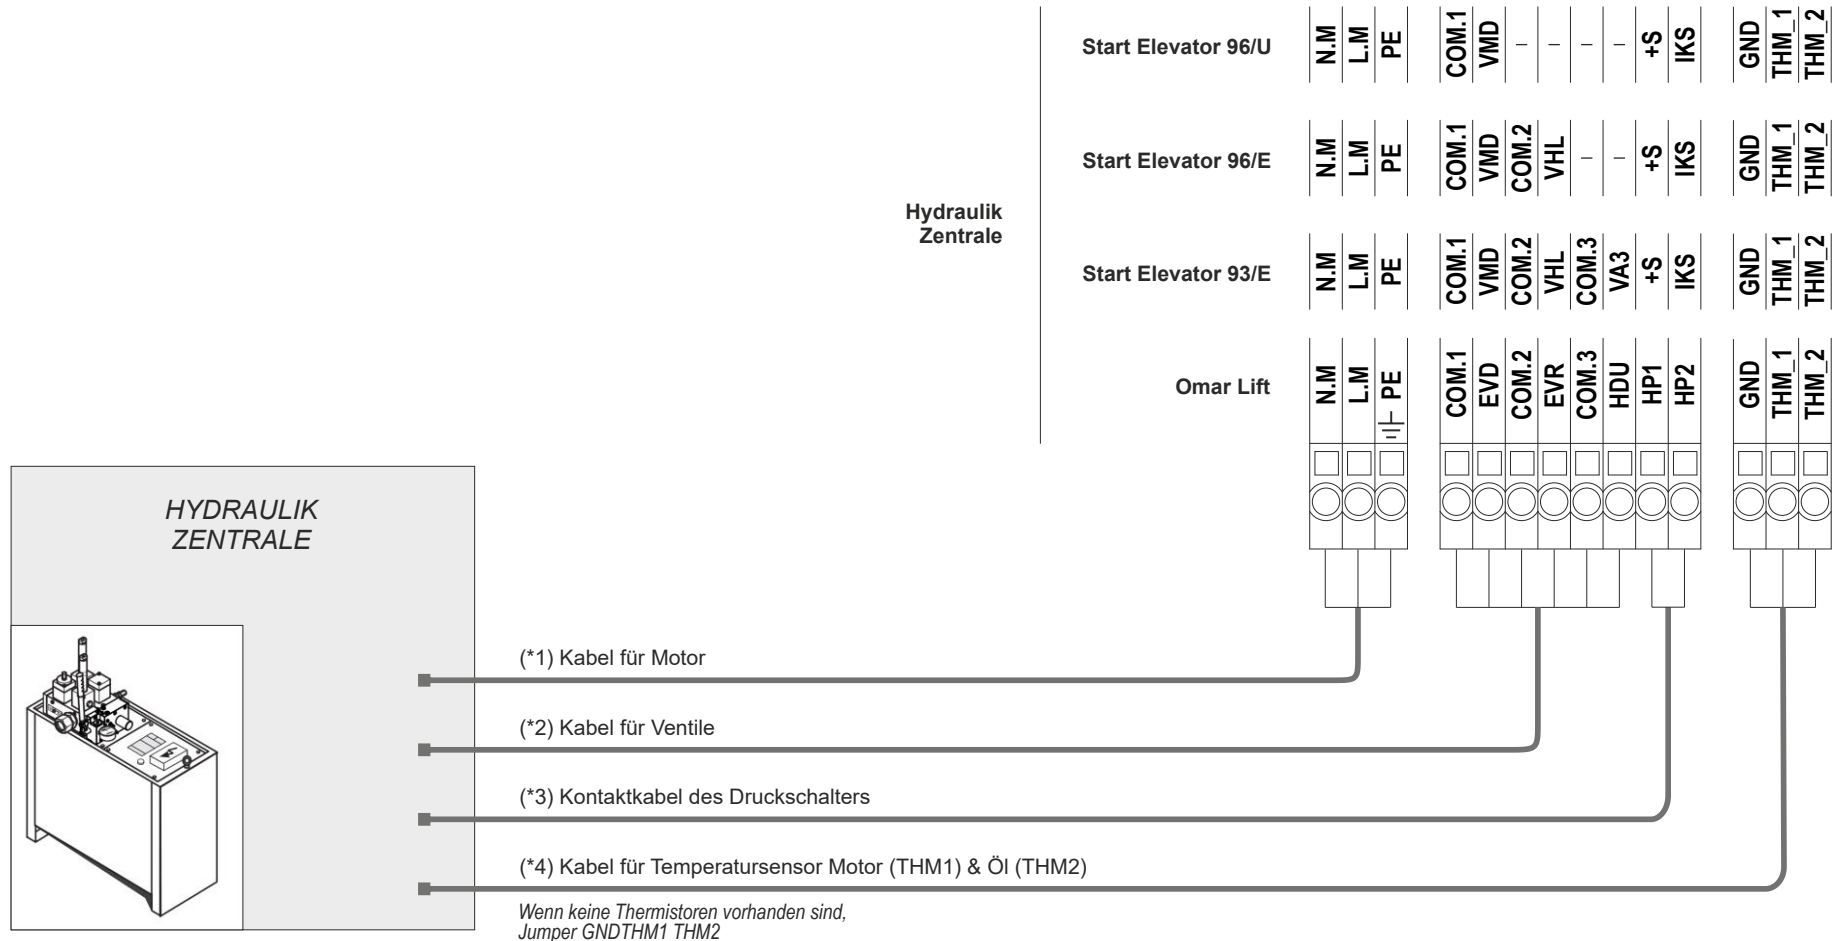 Start Elevator 96/U
N.M
L.M
PE
COM.1
VMD
–
–
–
–
+S
IKS
GND
THM_1
THM_2
Start Elevator 96/E
N.M
L.M
PE
COM.1
VMD
COM.2
VHL
–
–
+S
IKS
GND
THM_1
THM_2
Hydraulik
Zentrale
Start Elevator 93/E
N.M
L.M
PE
COM.1
VMD
COM.2
VHL
COM.3
VA3
+S
IKS
GND
THM_1
THM_2
Omar Lift
N.M
L.M
PE
COM.1
EVD
COM.2
EVR
COM.3
HDU
HP1
HP2
GND
THM_1
THM_2
HYDRAULIK
ZENTRALE
(*1) Kabel für Motor
(*2) Kabel für Ventile
(*3) Kontaktkabel des Druckschalters
(*4) Kabel für Temperatursensor Motor (THM1) & Öl (THM2)
Wenn keine Thermistoren vorhanden sind,
Jumper GNDTHM1 THM2